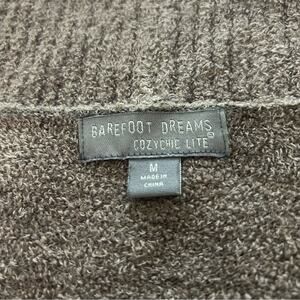 BAREFOOT DREAMS®
COZYCHIC LITE
M
MADE IN
CHINA